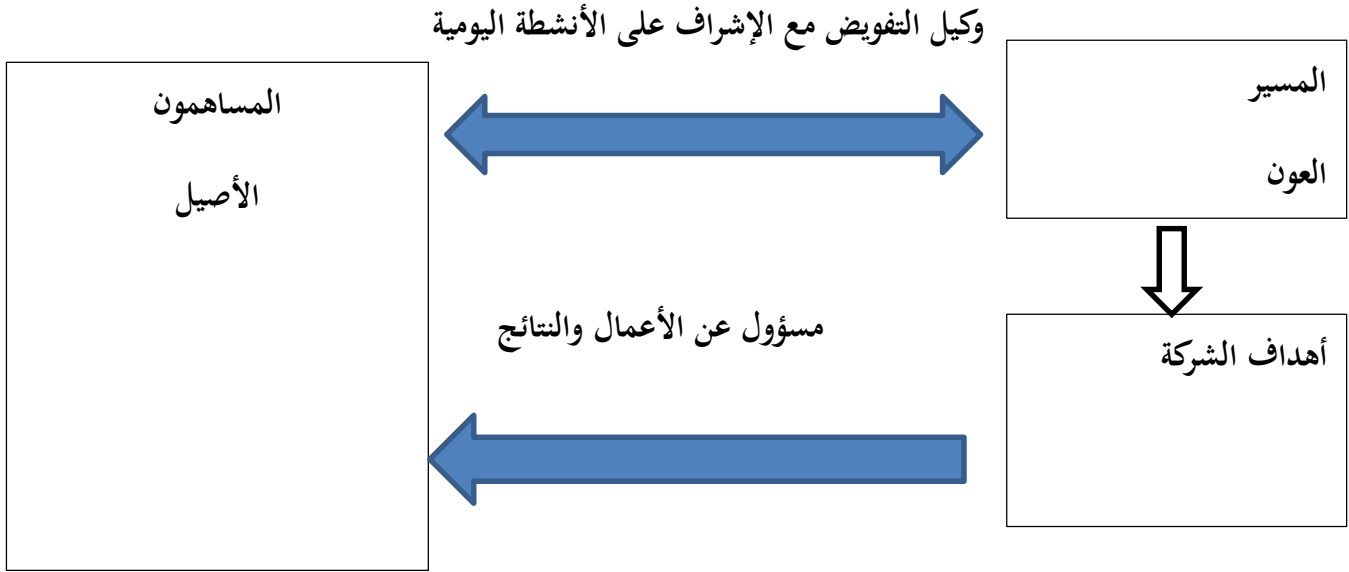 وكيل التفويض مع الإشراف على الأنشطة اليومية
المسير
العون
المساهمون
الأصيل
مسؤول عن الأعمال والنتائج
أهداف الشركة